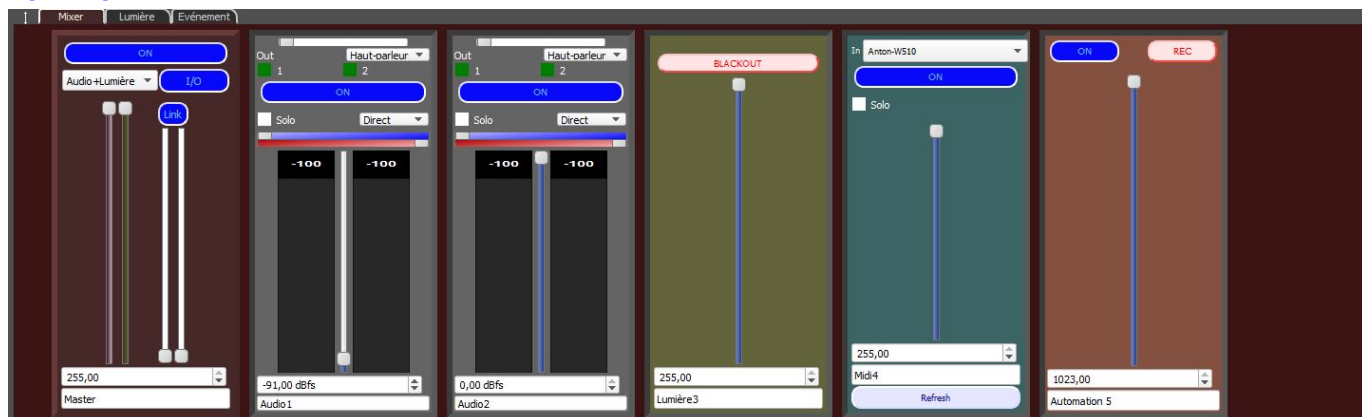 Mixer
Lumière
Evénement
ON
Audio+Lumière
I/O
Link
255,00
Master
Out
Haut-parleur
1
2
ON
Solo
Direct
-100
-100
-91,00 dBfs
Audio1
Out
Haut-parleur
1
2
ON
Solo
Direct
-100
-100
0,00 dBfs
Audio2
BLACKOUT
255,00
Lumière3
In
Anton-W510
ON
Solo
255,00
Midi4
Refresh
ON
REC
1023,00
Automation 5